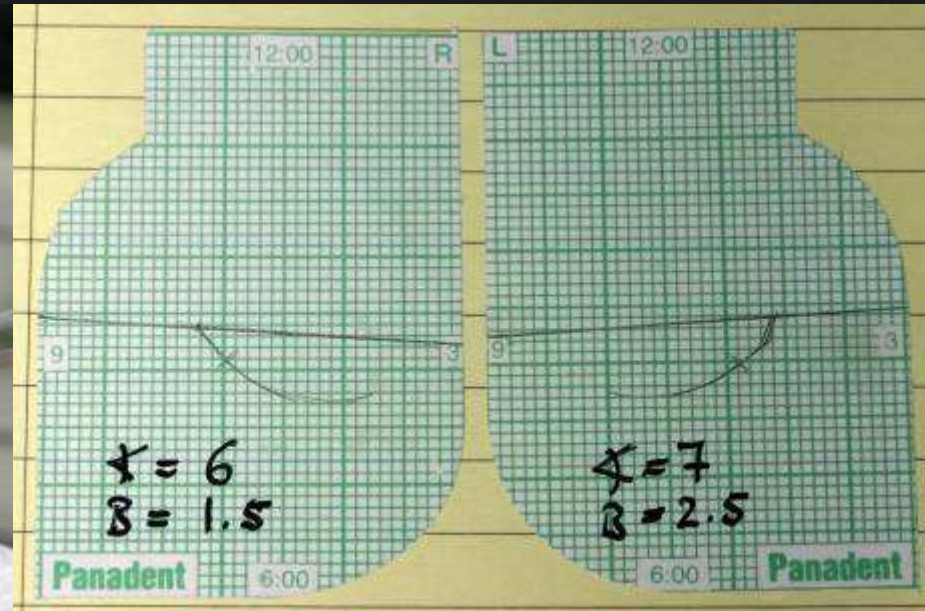 12:00 R
9 3
∡ = 6
B = 1.5
Panadent 6:00
L 12:00
9 3
∡ = 7
B = 2.5
6:00 Panadent